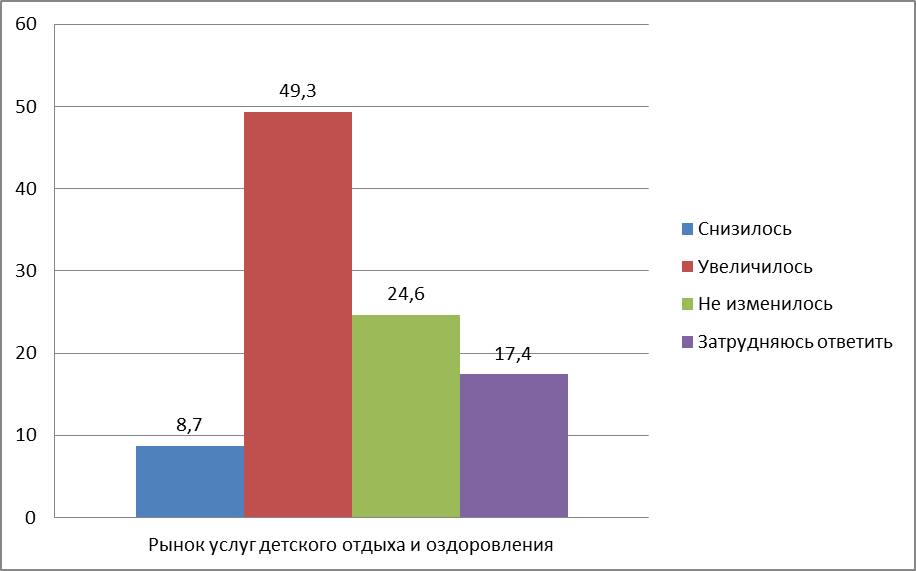 60
50
40
30
20
10
0
8,7
49,3
24,6
17,4
Рынок услуг детского отдыха и оздоровления
Снизилось
Увеличилось
Не изменилось
Затрудняюсь ответить